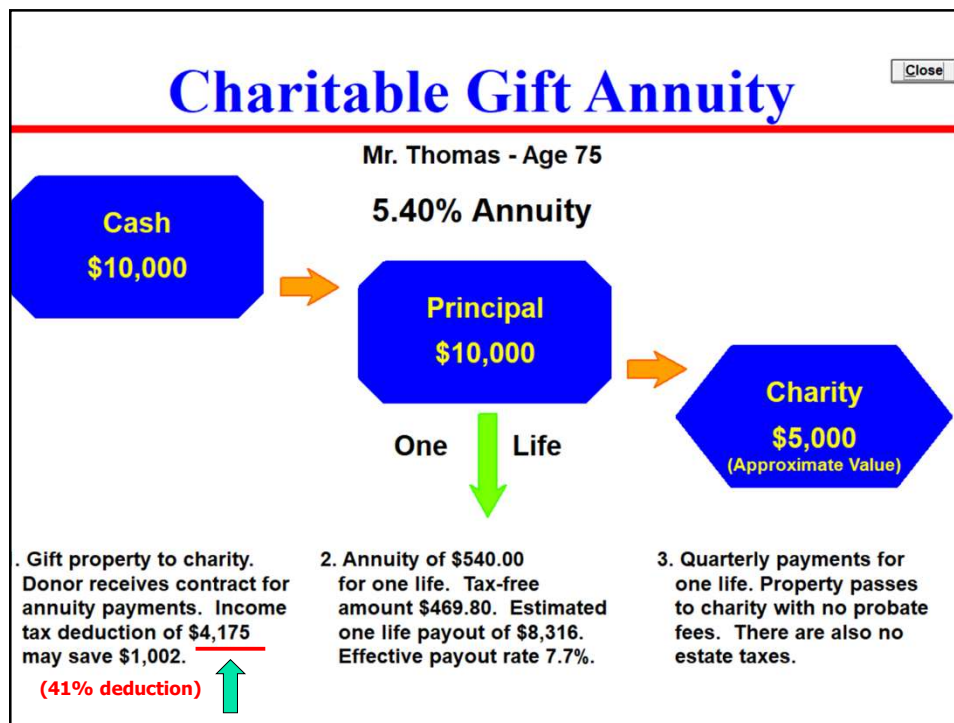 Close
Charitable Gift Annuity
Mr. Thomas - Age 75
5.40% Annuity
Cash
$10,000
Principal
$10,000
Charity
$5,000
(Approximate Value)
One Life
. Gift property to charity.
Donor receives contract for
annuity payments. Income
tax deduction of $4,175
may save $1,002.
(41% deduction)
2. Annuity of $540.00
for one life. Tax-free
amount $469.80. Estimated
one life payout of $8,316.
Effective payout rate 7.7%.
3. Quarterly payments for
one life. Property passes
to charity with no probate
fees. There are also no
estate taxes.